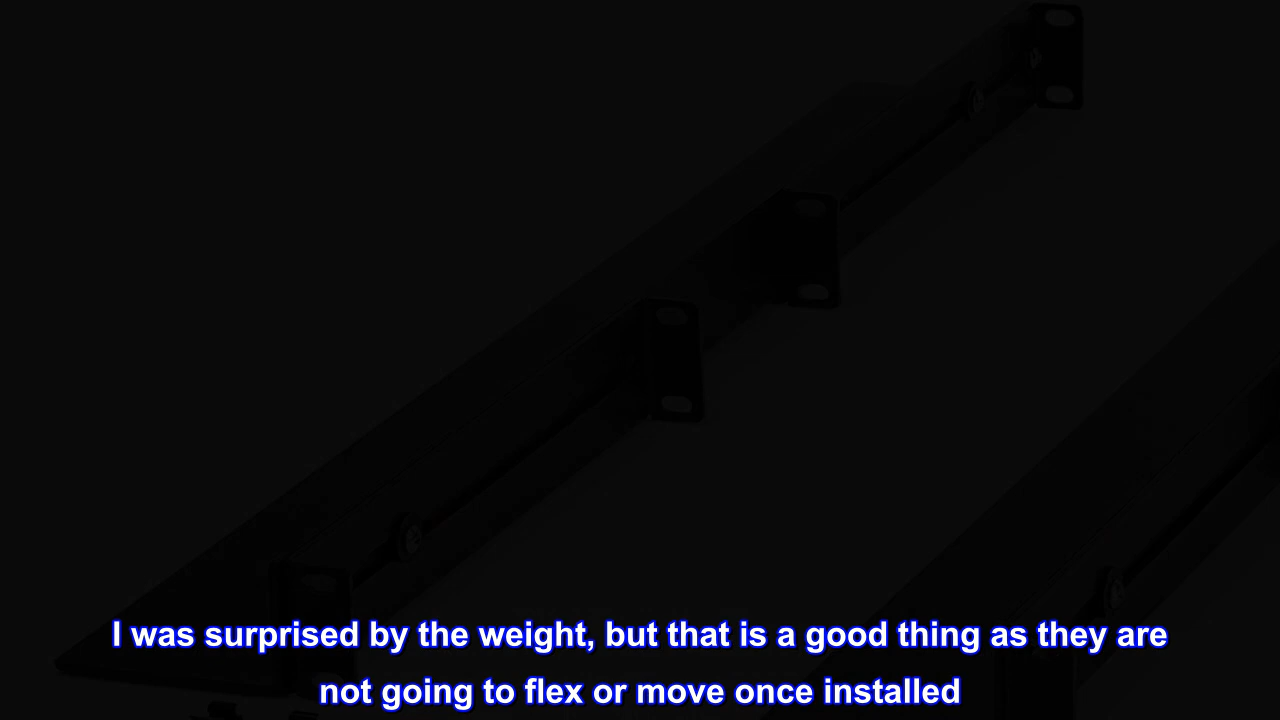 I was surprised by the weight, but that is a good thing as they are
not going to flex or move once installed